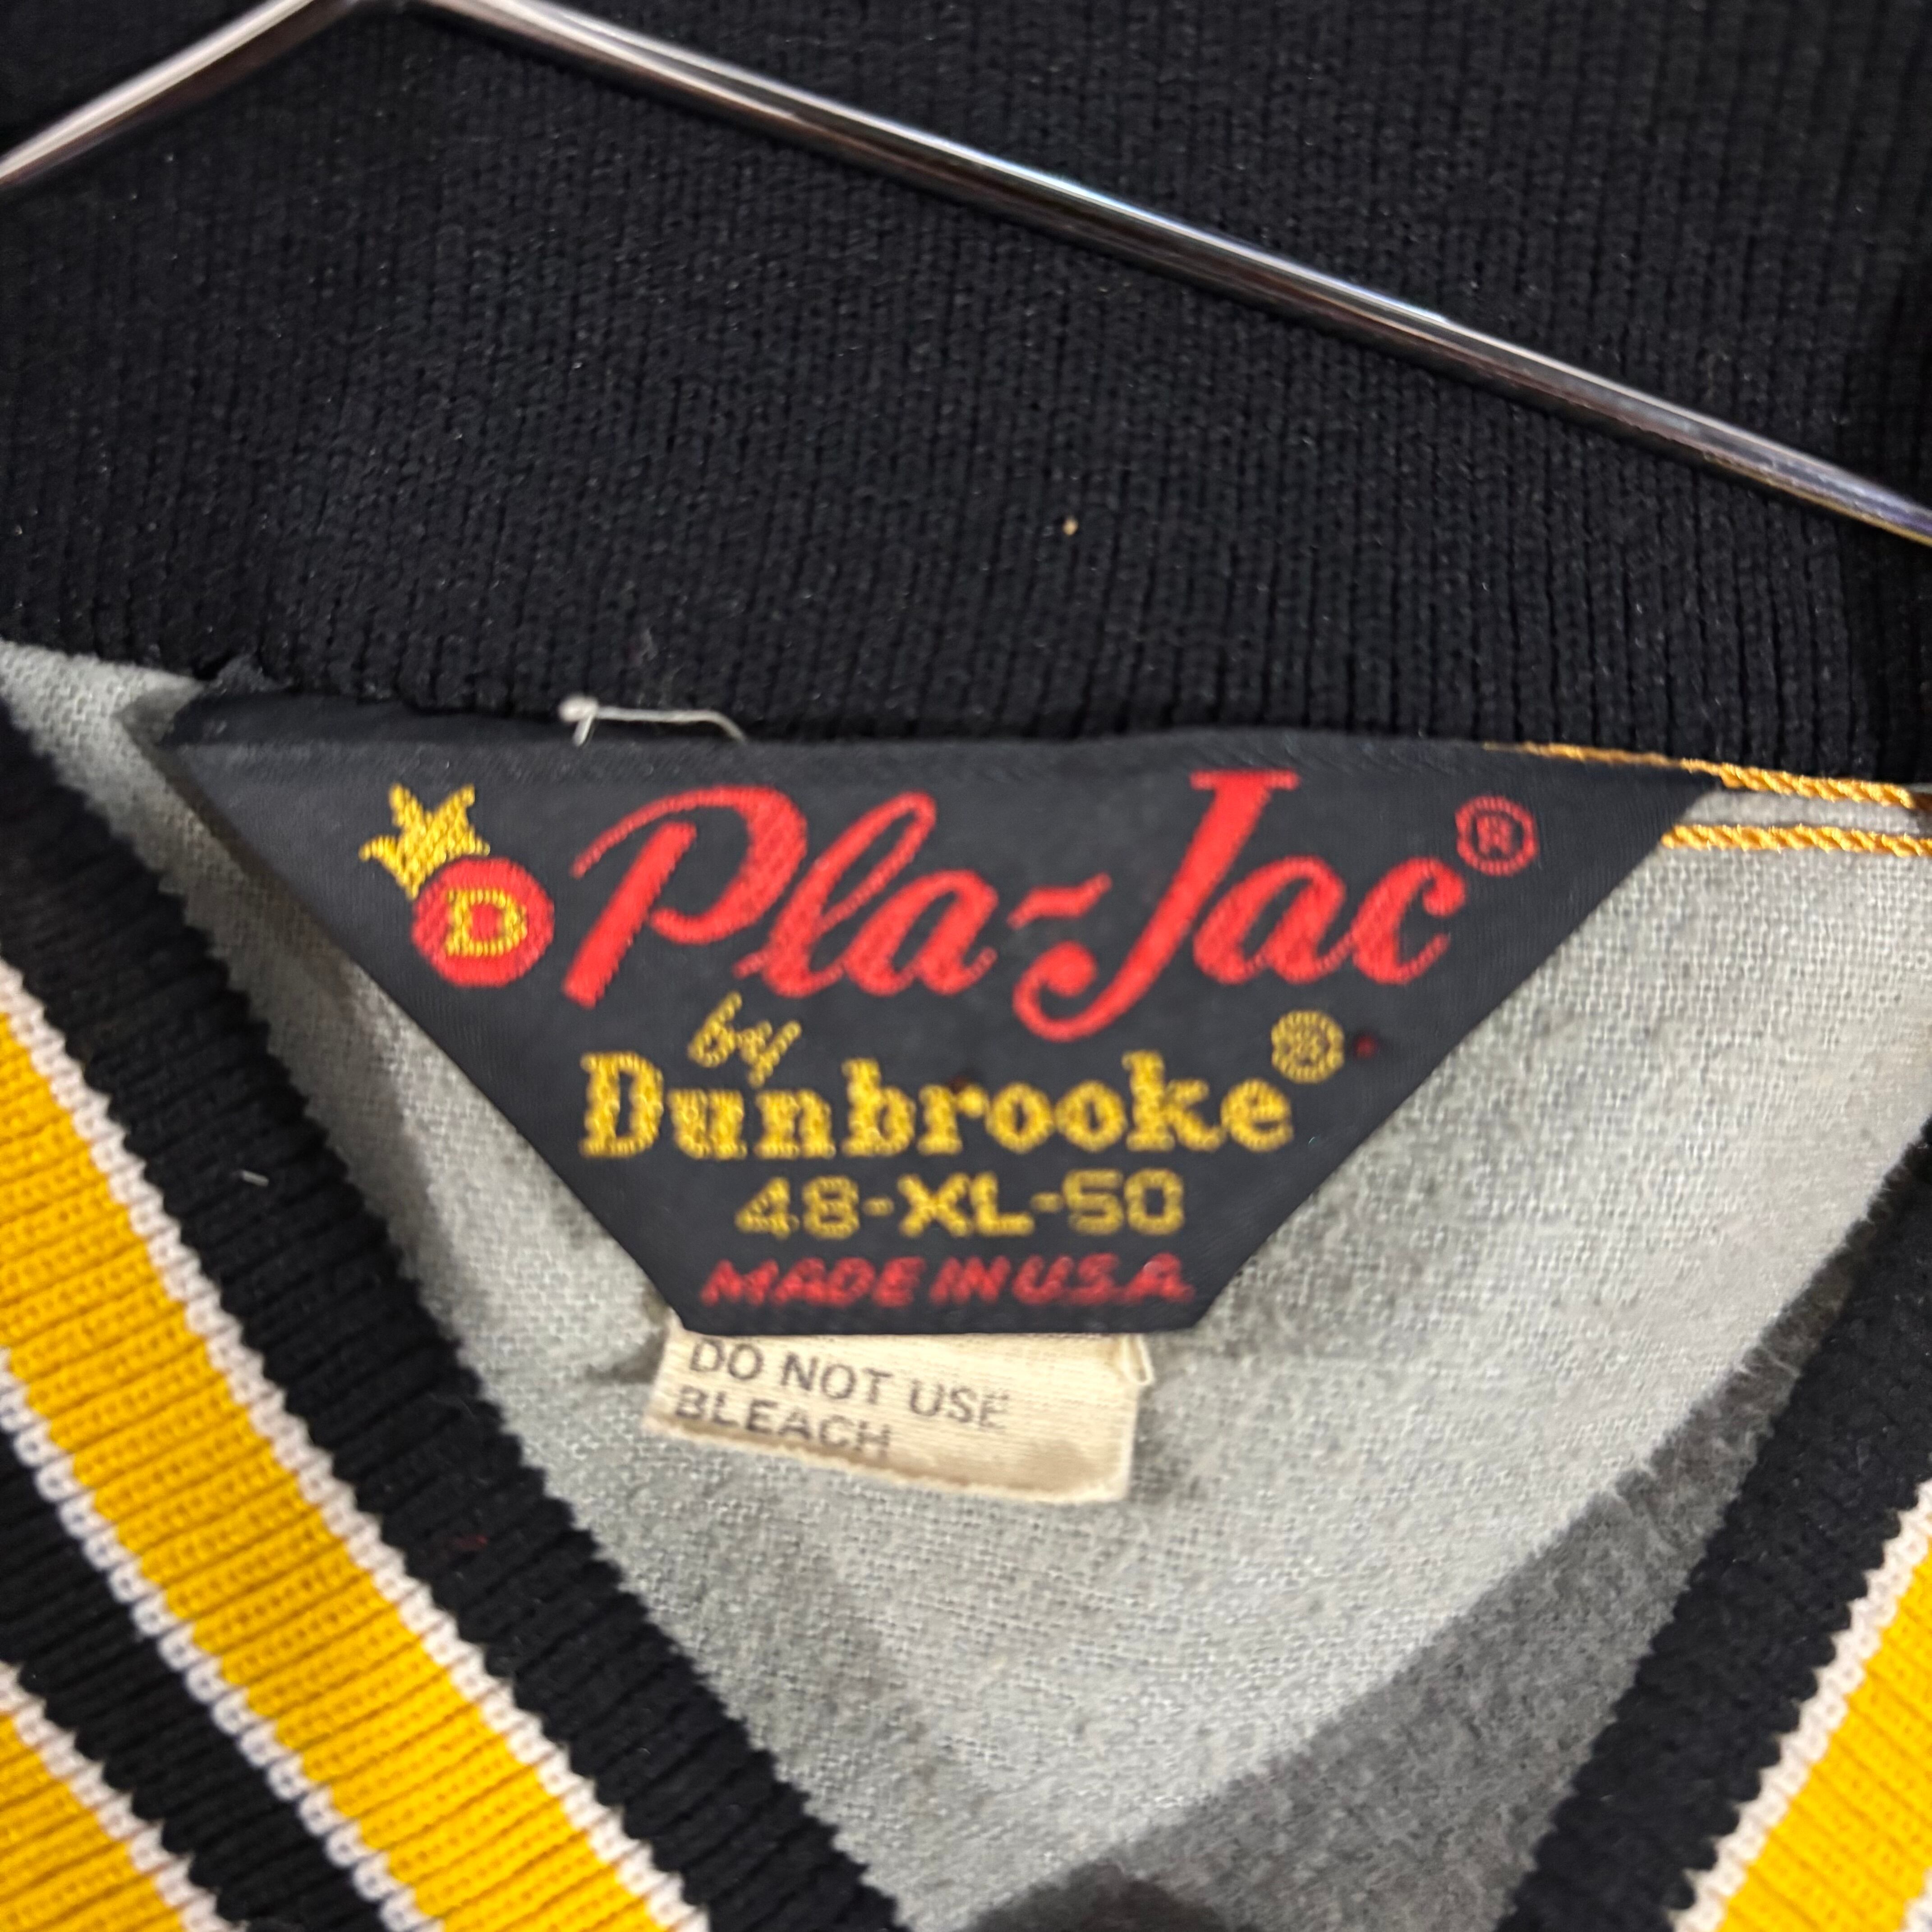 D Pla-Jac®
by
Dunbrooke®
48-XL-50
MADE IN U.S.A.
DO NOT USE
BLEACH